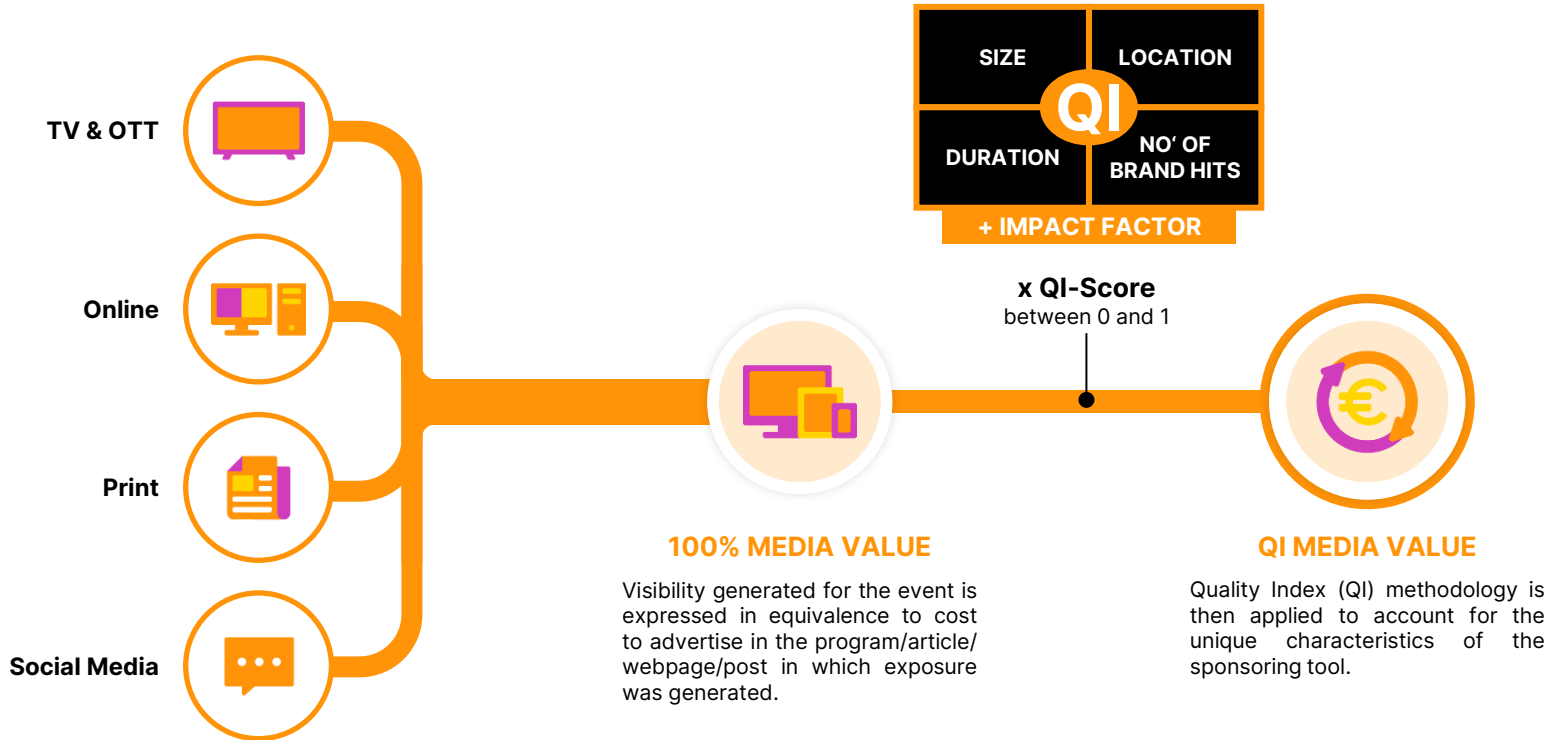 TV & OTT
Online
Print
Social Media
SIZE
LOCATION
QI
DURATION
NO‘ OF
BRAND HITS
+ IMPACT FACTOR
x QI-Score
between 0 and 1
€
100% MEDIA VALUE
Visibility generated for the event is
expressed in equivalence to cost
to advertise in the program/article/
webpage/post in which exposure
was generated.
QI MEDIA VALUE
Quality Index (QI) methodology is
then applied to account for the
unique characteristics of the
sponsoring tool.